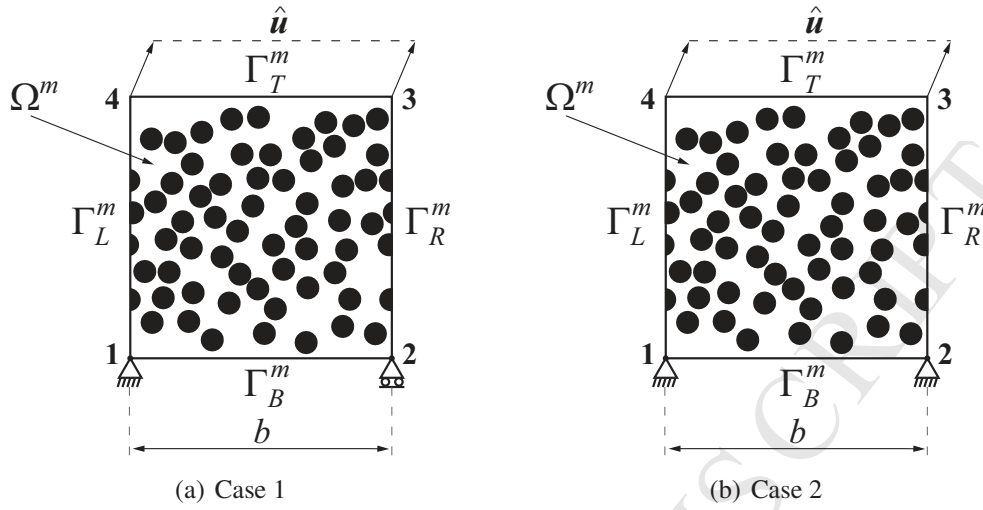 û û
Γ_T^m Γ_T^m
4 3 4 3
Ω^m Ω^m
Γ_L^m Γ_R^m Γ_L^m Γ_R^m
1 2 1 2
Γ_B^m Γ_B^m
b b
(a) Case 1 (b) Case 2
NUSCRIPT